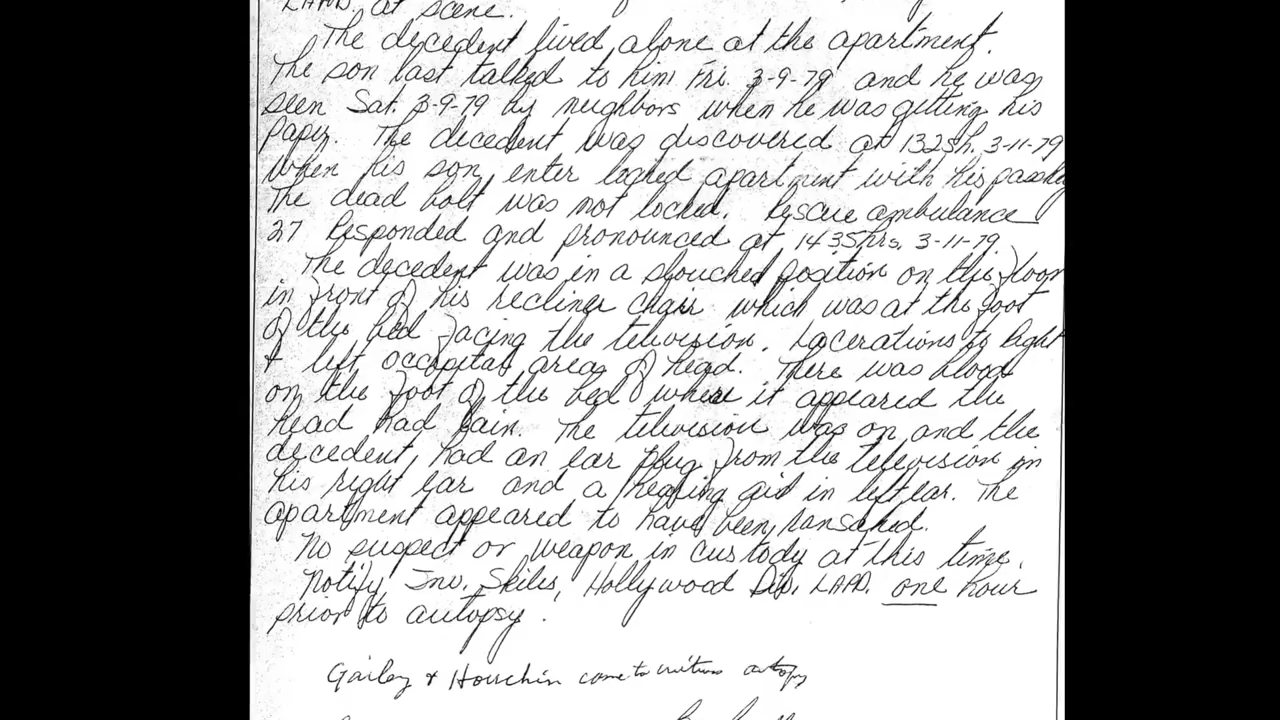 LAPD. at scene.
The decedent lived alone at the apartment.
The son last talked to him Fri. 3-9-79 and he was
seen Sat. 3-9-79 by neighbors when he was getting his
paper. The decedent was discovered at 1325h. 3-11-79
when his son enter locked apartment with his passkey
The dead bolt was not locked. Rescue ambulance
27 Responded and pronounced at 1435hrs. 3-11-79.
The decedent was in a slouched position on the floor
in front of his recliner chair which was at the foot
of the bed facing the television. Lacerations to Right
& left occipital area of head. There was blood
on the foot of the bed where it appeared the
head had lain. The television was on and the
decedent had an ear plug from the television in
his right ear and a hearing aid in left ear. The
apartment appeared to have been ransaked.
No suspect or weapon in custody at this time.
Notify Inv. Skiles, Hollywood Div. LAPD. one hour
prior to autopsy.
Gailey & Hourchin come to witness autopsy